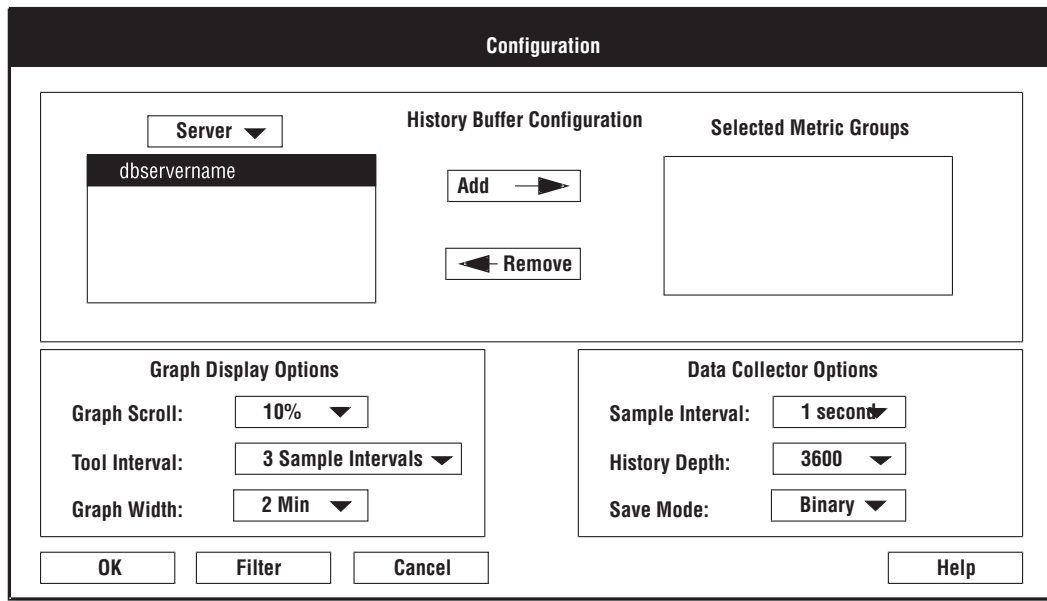 Configuration
Server
History Buffer Configuration
Selected Metric Groups
dbservername
Add
Remove
Graph Display Options
Graph Scroll: 10%
Tool Interval: 3 Sample Intervals
Graph Width: 2 Min
Data Collector Options
Sample Interval: 1 second
History Depth: 3600
Save Mode: Binary
OK
Filter
Cancel
Help